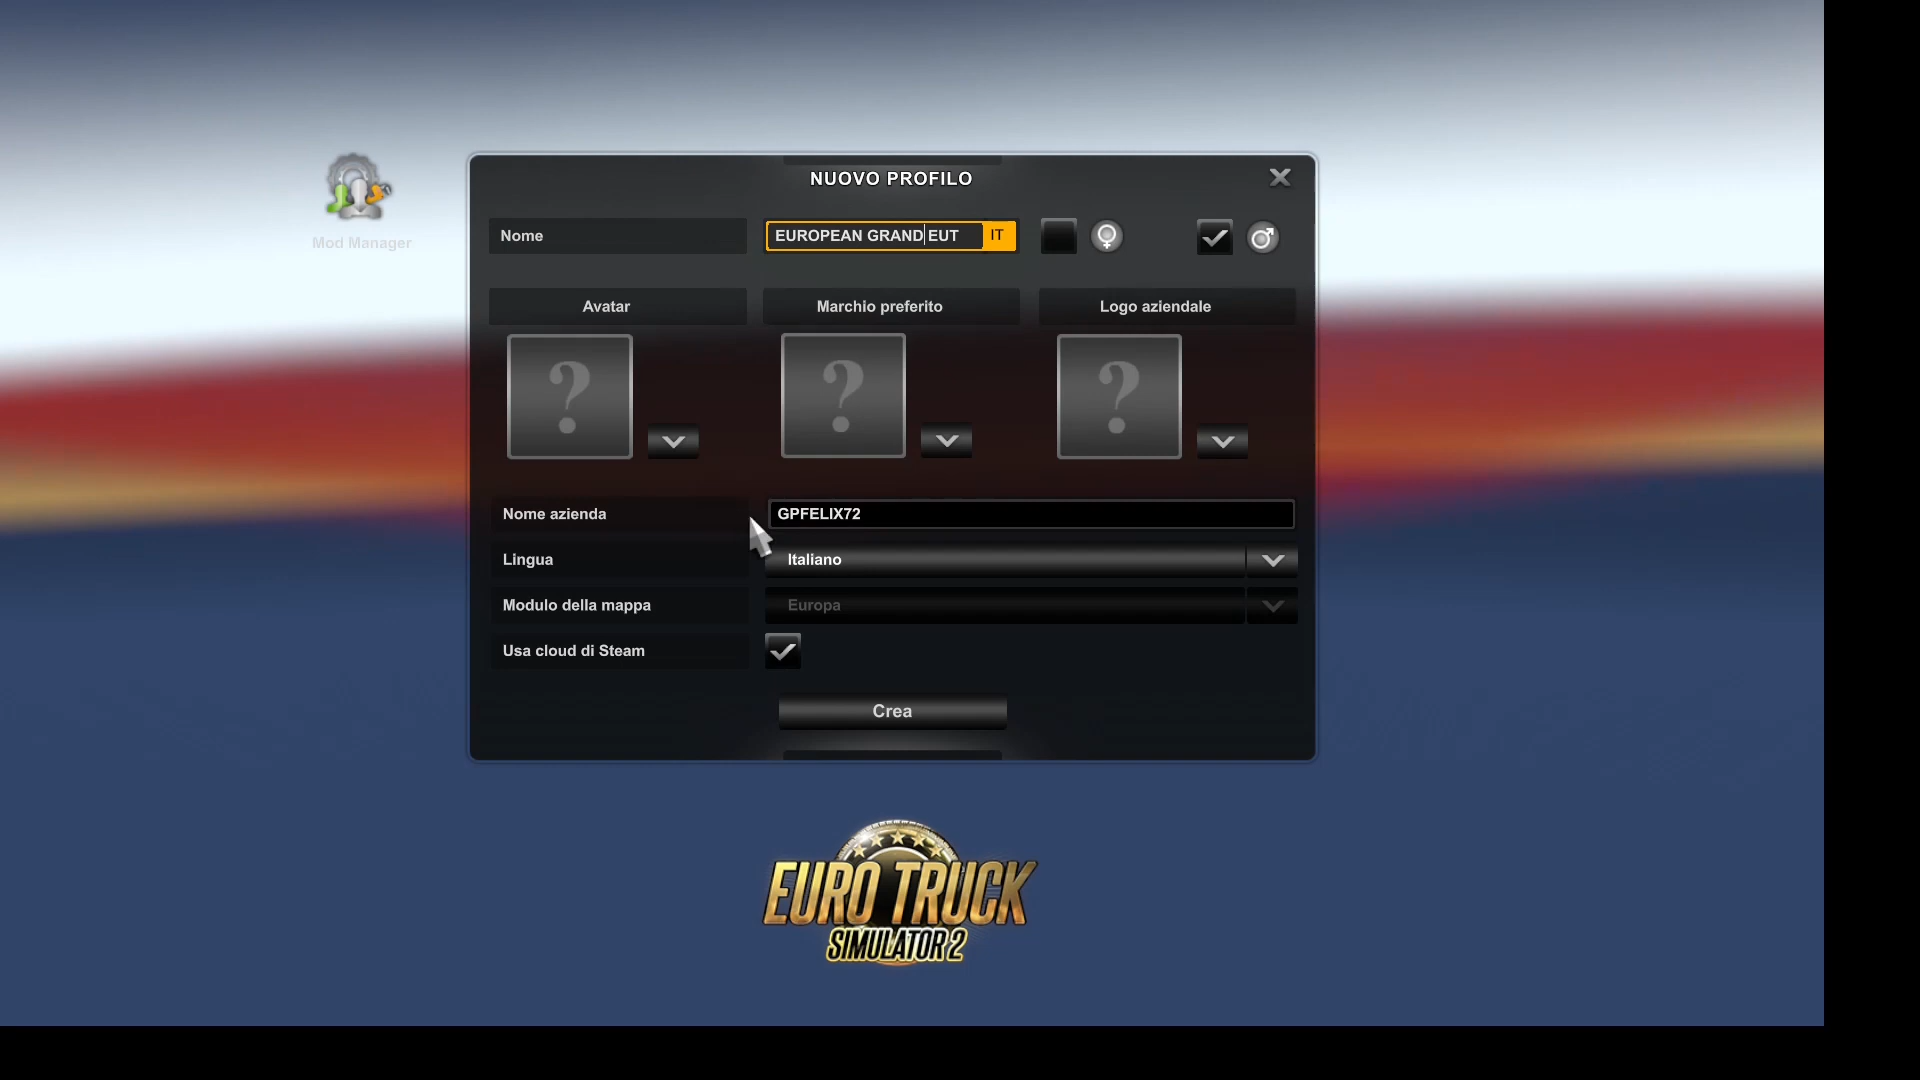 NUOVO PROFILO
Mod Manager
Nome
EUROPEAN GRAND EUT
IT
Avatar
Marchio preferito
Logo aziendale
?
?
?
Nome azienda
GPFELIX72
Lingua
Italiano
Modulo della mappa
Europa
Usa cloud di Steam
Crea
EURO TRUCK
SIMULATOR 2